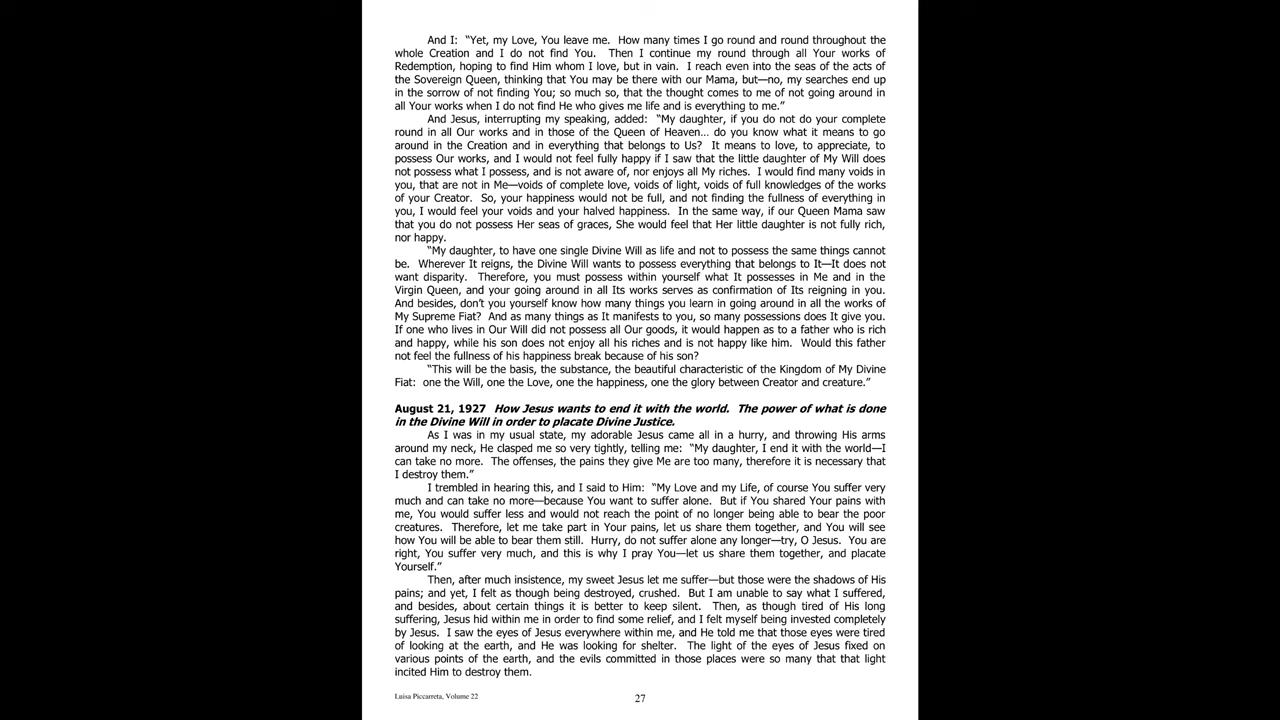 And I: “Yet, my Love, You leave me. How many times I go round and round throughout the
whole Creation and I do not find You. Then I continue my round through all Your works of
Redemption, hoping to find Him whom I love, but in vain. I reach even into the seas of the acts of
the Sovereign Queen, thinking that You may be there with our Mama, but—no, my searches end up
in the sorrow of not finding You; so much so, that the thought comes to me of not going around in
all Your works when I do not find He who gives me life and is everything to me.”
And Jesus, interrupting my speaking, added: “My daughter, if you do not do your complete
round in all Our works and in those of the Queen of Heaven… do you know what it means to go
around in the Creation and in everything that belongs to Us? It means to love, to appreciate, to
possess Our works, and I would not feel fully happy if I saw that the little daughter of My Will does
not possess what I possess, and is not aware of, nor enjoys all My riches. I would find many voids in
you, that are not in Me—voids of complete love, voids of light, voids of full knowledges of the works
of your Creator. So, your happiness would not be full, and not finding the fullness of everything in
you, I would feel your voids and your halved happiness. In the same way, if our Queen Mama saw
that you do not possess Her seas of graces, She would feel that Her little daughter is not fully rich,
nor happy.
“My daughter, to have one single Divine Will as life and not to possess the same things cannot
be. Wherever It reigns, the Divine Will wants to possess everything that belongs to It—It does not
want disparity. Therefore, you must possess within yourself what It possesses in Me and in the
Virgin Queen, and your going around in all Its works serves as confirmation of Its reigning in you.
And besides, don’t you yourself know how many things you learn in going around in all the works of
My Supreme Fiat? And as many things as It manifests to you, so many possessions does It give you.
If one who lives in Our Will did not possess all Our goods, it would happen as to a father who is rich
and happy, while his son does not enjoy all his riches and is not happy like him. Would this father
not feel the fullness of his happiness break because of his son?
“This will be the basis, the substance, the beautiful characteristic of the Kingdom of My Divine
Fiat: one the Will, one the Love, one the happiness, one the glory between Creator and creature.”
August 21, 1927 How Jesus wants to end it with the world. The power of what is done
in the Divine Will in order to placate Divine Justice.
As I was in my usual state, my adorable Jesus came all in a hurry, and throwing His arms
around my neck, He clasped me so very tightly, telling me: “My daughter, I end it with the world—I
can take no more. The offenses, the pains they give Me are too many, therefore it is necessary that
I destroy them.”
I trembled in hearing this, and I said to Him: “My Love and my Life, of course You suffer very
much and can take no more—because You want to suffer alone. But if You shared Your pains with
me, You would suffer less and would not reach the point of no longer being able to bear the poor
creatures. Therefore, let me take part in Your pains, let us share them together, and You will see
how You will be able to bear them still. Hurry, do not suffer alone any longer—try, O Jesus. You are
right, You suffer very much, and this is why I pray You—let us share them together, and placate
Yourself.”
Then, after much insistence, my sweet Jesus let me suffer—but those were the shadows of His
pains; and yet, I felt as though being destroyed, crushed. But I am unable to say what I suffered,
and besides, about certain things it is better to keep silent. Then, as though tired of His long
suffering, Jesus hid within me in order to find some relief, and I felt myself being invested completely
by Jesus. I saw the eyes of Jesus everywhere within me, and He told me that those eyes were tired
of looking at the earth, and He was looking for shelter. The light of the eyes of Jesus fixed on
various points of the earth, and the evils committed in those places were so many that that light
incited Him to destroy them.
Luisa Piccarreta, Volume 22
27